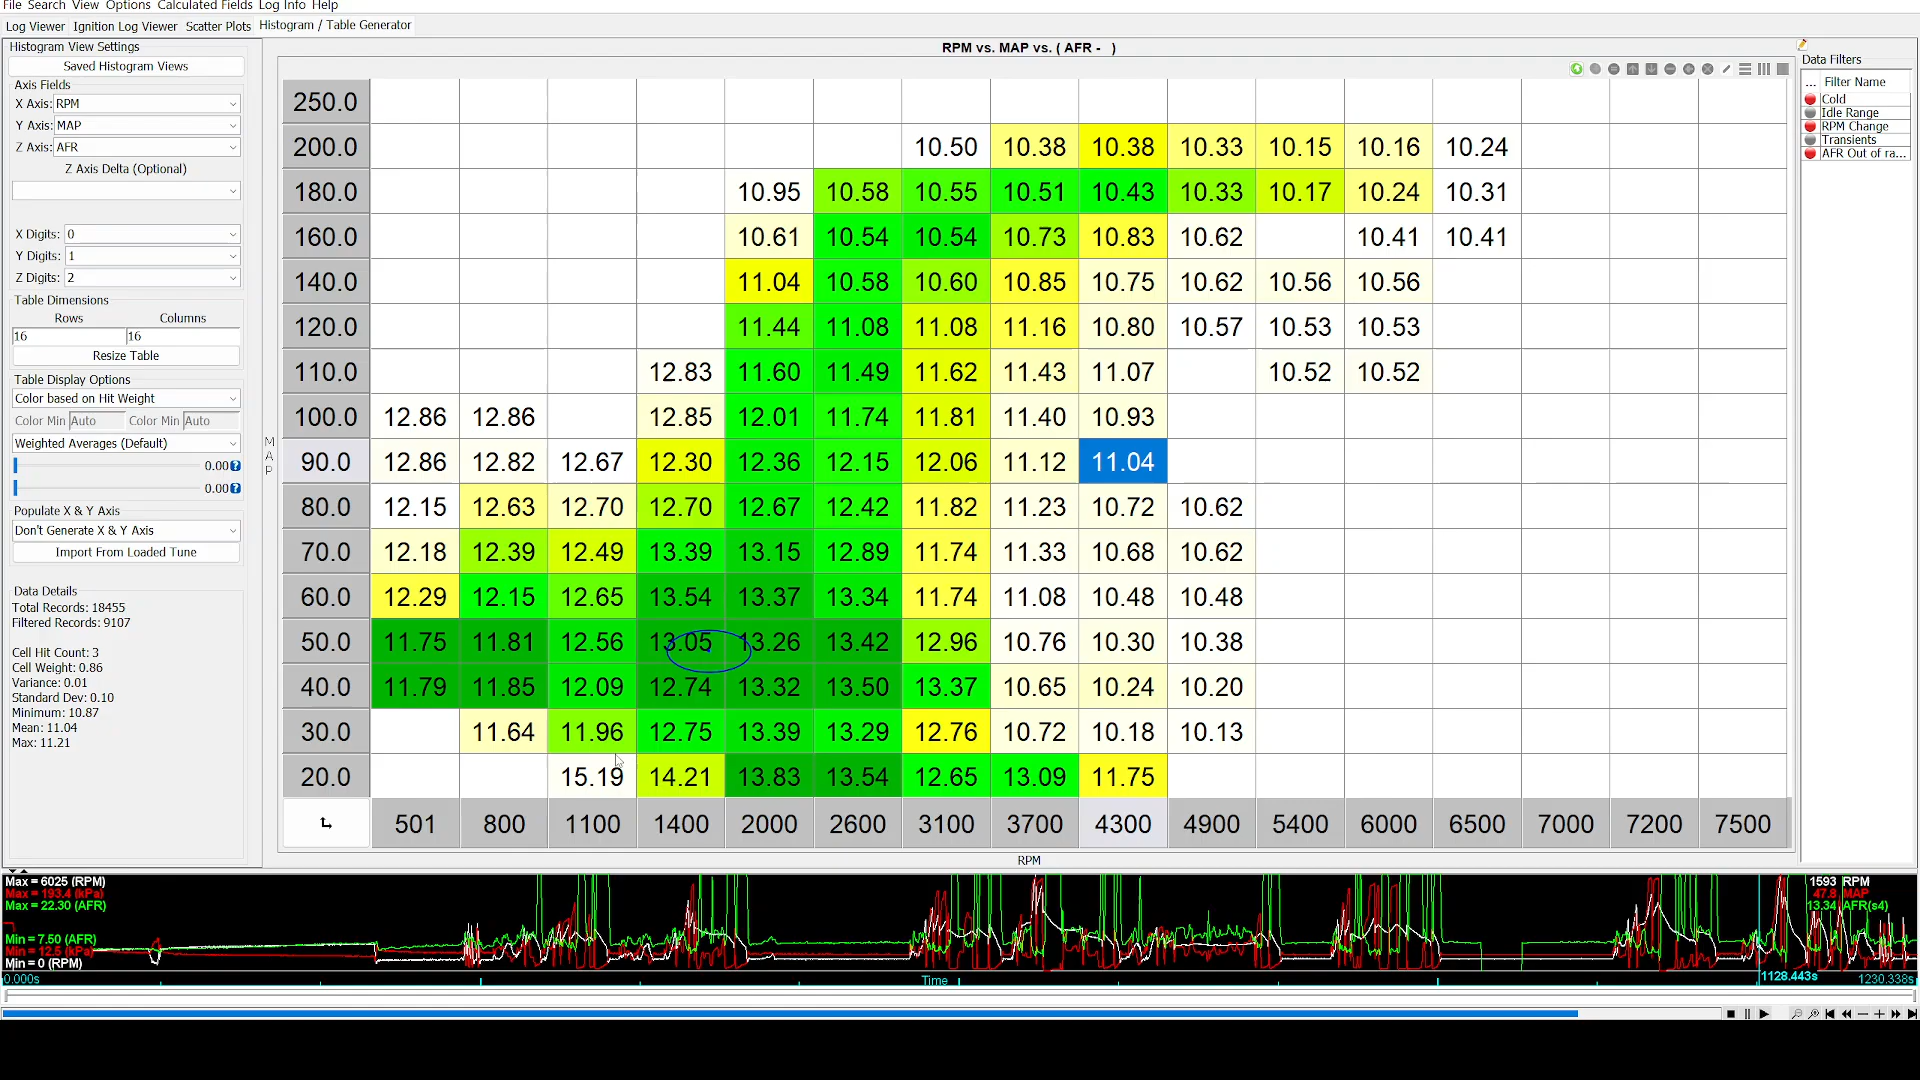 File Search View Options Calculated Fields Log Info Help
Log Viewer Ignition Log Viewer Scatter Plots Histogram / Table Generator
Histogram View Settings
Saved Histogram Views
Axis Fields
X Axis: RPM
Y Axis: MAP
Z Axis: AFR
Z Axis Delta (Optional)
X Digits: 0
Y Digits: 1
Z Digits: 2
Table Dimensions
Rows Columns
16 16
Resize Table
Table Display Options
Color based on Hit Weight
Color Min Auto Color Min Auto
Weighted Averages (Default)
0.00 ?
0.00 ?
Populate X & Y Axis
Don't Generate X & Y Axis
Import From Loaded Tune
Data Details
Total Records: 18455
Filtered Records: 9107
Cell Hit Count: 3
Cell Weight: 0.86
Variance: 0.01
Standard Dev: 0.10
Minimum: 10.87
Mean: 11.04
Max: 11.21
RPM vs. MAP vs. ( AFR - )
MAP
250.0
200.0 10.50 10.38 10.38 10.33 10.15 10.16 10.24
180.0 10.95 10.58 10.55 10.51 10.43 10.33 10.17 10.24 10.31
160.0 10.61 10.54 10.54 10.73 10.83 10.62 10.41 10.41
140.0 11.04 10.58 10.60 10.85 10.75 10.62 10.56 10.56
120.0 11.44 11.08 11.08 11.16 10.80 10.57 10.53 10.53
110.0 12.83 11.60 11.49 11.62 11.43 11.07 10.52 10.52
100.0 12.86 12.86 12.85 12.01 11.74 11.81 11.40 10.93
90.0 12.86 12.82 12.67 12.30 12.36 12.15 12.06 11.12 11.04
80.0 12.15 12.63 12.70 12.70 12.67 12.42 11.82 11.23 10.72 10.62
70.0 12.18 12.39 12.49 13.39 13.15 12.89 11.74 11.33 10.68 10.62
60.0 12.29 12.15 12.65 13.54 13.37 13.34 11.74 11.08 10.48 10.48
50.0 11.75 11.81 12.56 13.05 13.26 13.42 12.96 10.76 10.30 10.38
40.0 11.79 11.85 12.09 12.74 13.32 13.50 13.37 10.65 10.24 10.20
30.0 11.64 11.96 12.75 13.39 13.29 12.76 10.72 10.18 10.13
20.0 15.19 14.21 13.83 13.54 12.65 13.09 11.75
501 800 1100 1400 2000 2600 3100 3700 4300 4900 5400 6000 6500 7000 7200 7500
RPM
Data Filters
... Filter Name
Cold
Idle Range
RPM Change
Transients
AFR Out of ra...
Max = 6025 (RPM)
Max = 193.4 (kPa)
Max = 22.30 (AFR)
Min = 7.50 (AFR)
Min = 12.5 (kPa)
Min = 0 (RPM)
1593 RPM
47.8 MAP
13.34 AFR(s4)
0.000s Time 1128.443s 1230.338s